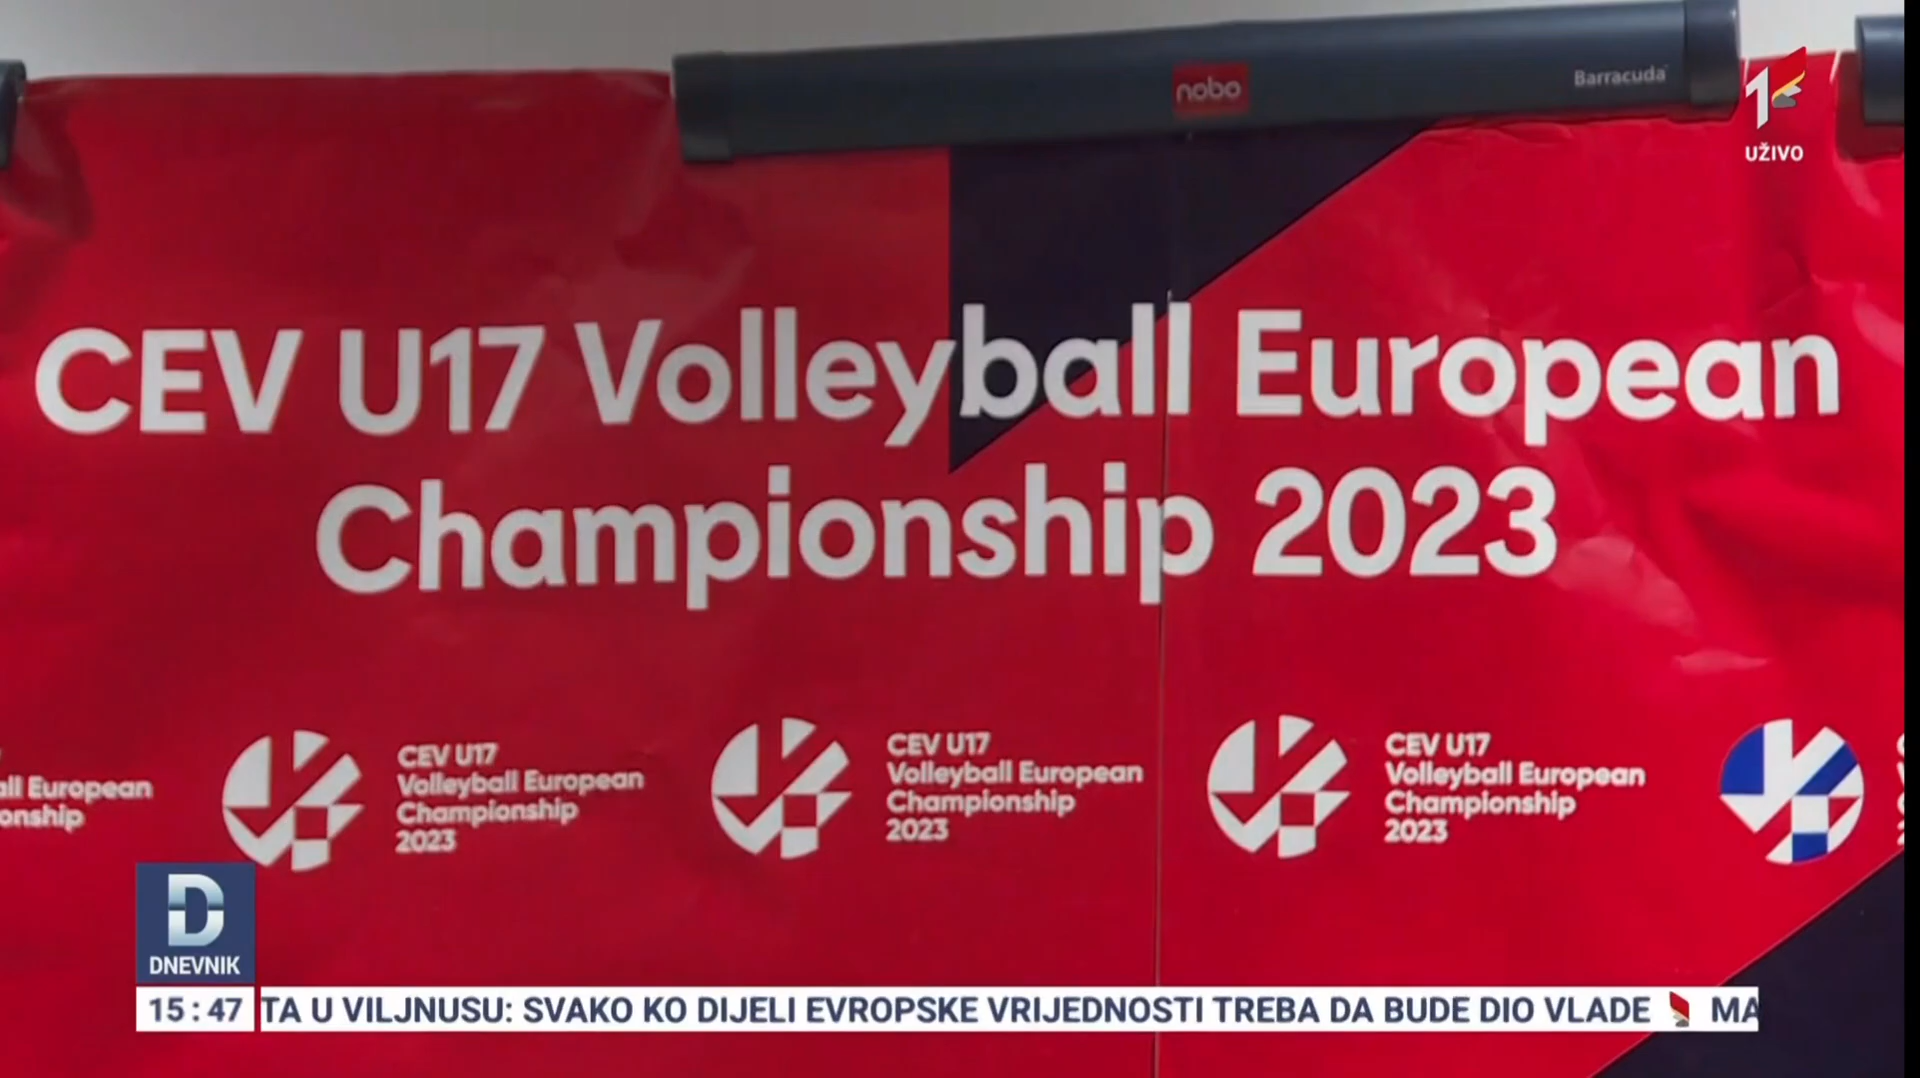 nobo
Barracuda
1
UŽIVO
CEV U17 Volleyball European
Championship 2023
all European
onship
CEV U17
Volleyball European
Championship
2023
CEV U17
Volleyball European
Championship
2023
CEV U17
Volleyball European
Championship
2023
D
DNEVNIK
15:47
TA U VILJNUSU: SVAKO KO DIJELI EVROPSKE VRIJEDNOSTI TREBA DA BUDE DIO VLADE MA